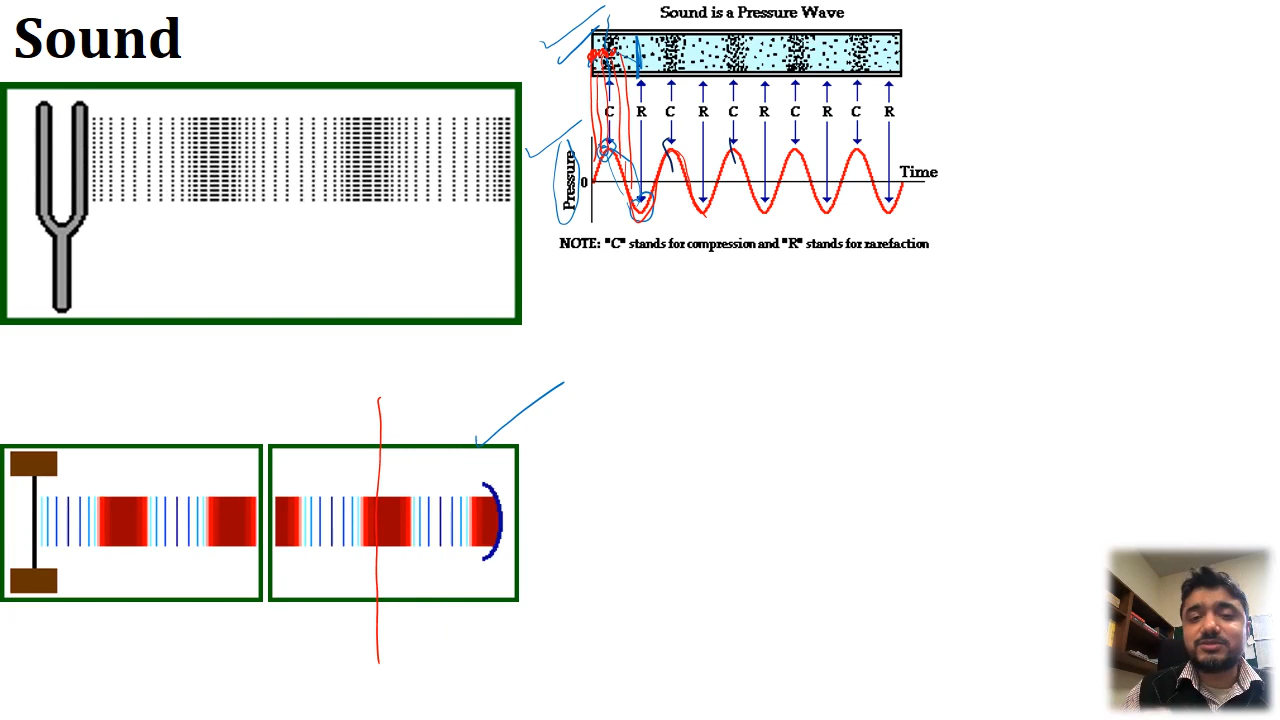 Sound
Sound is a Pressure Wave
C R C R C R C R C R
Pressure
0
Time
NOTE: "C" stands for compression and "R" stands for rarefaction